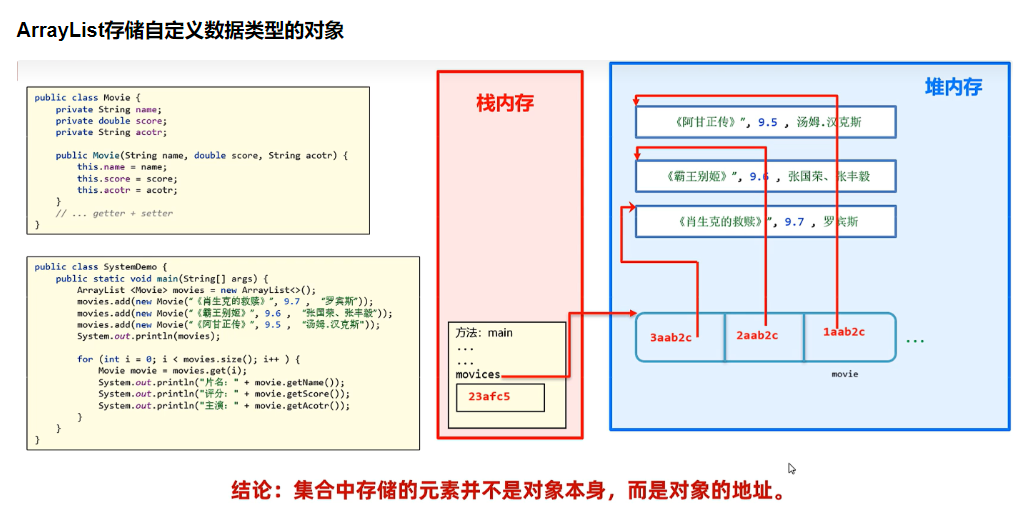 ArrayList存储自定义数据类型的对象
public class Movie {
private String name;
private double score;
private String acotr;
public Movie(String name, double score, String acotr) {
this.name = name;
this.score = score;
this.acotr = acotr;
}
// ... getter + setter
}
public class SystemDemo {
public static void main(String[] args) {
ArrayList <Movie> movies = new ArrayList<>();
movies.add(new Movie("《肖生克的救赎》", 9.7 , "罗宾斯"));
movies.add(new Movie("《霸王别姬》", 9.6 , "张国荣、张丰毅"));
movies.add(new Movie("《阿甘正传》", 9.5 , "汤姆.汉克斯"));
System.out.println(movies);
for (int i = 0; i < movies.size(); i++ ) {
Movie movie = movies.get(i);
System.out.println("片名：" + movie.getName());
System.out.println("评分：" + movie.getScore());
System.out.println("主演：" + movie.getAcotr());
}
}
}
栈内存
方法：main
...
...
movices
23afc5
堆内存
《阿甘正传》", 9.5 , 汤姆.汉克斯
《霸王别姬》", 9.6 , 张国荣、张丰毅
《肖生克的救赎》", 9.7 , 罗宾斯
3aab2c 2aab2c 1aab2c ...
movie
结论：集合中存储的元素并不是对象本身，而是对象的地址。